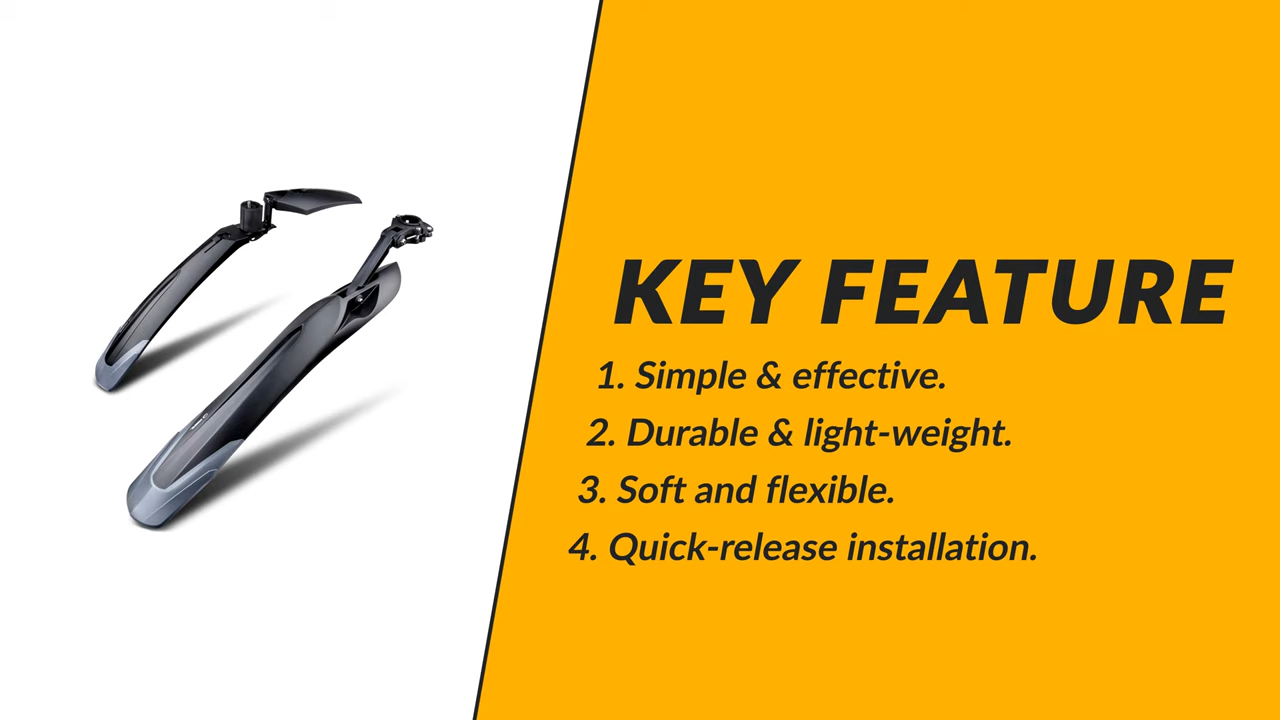 KEY FEATURE
1. Simple & effective.
2. Durable & light-weight.
3. Soft and flexible.
4. Quick-release installation.